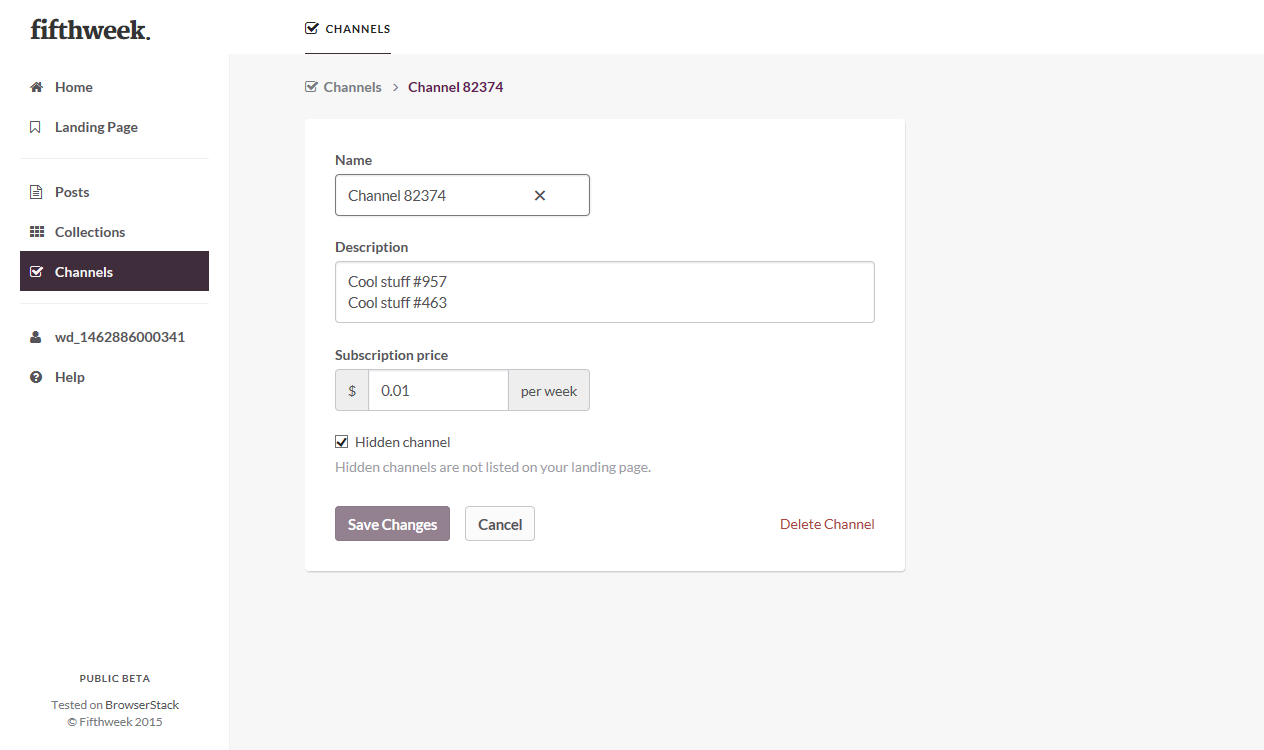 fifthweek.
CHANNELS
Home
Landing Page
Posts
Collections
Channels
wd_1462886000341
Help
PUBLIC BETA
Tested on BrowserStack
© Fifthweek 2015
Channels > Channel 82374
Name
Channel 82374 ×
Description
Cool stuff #957
Cool stuff #463
Subscription price
$ 0.01 per week
Hidden channel
Hidden channels are not listed on your landing page.
Save Changes Cancel Delete Channel